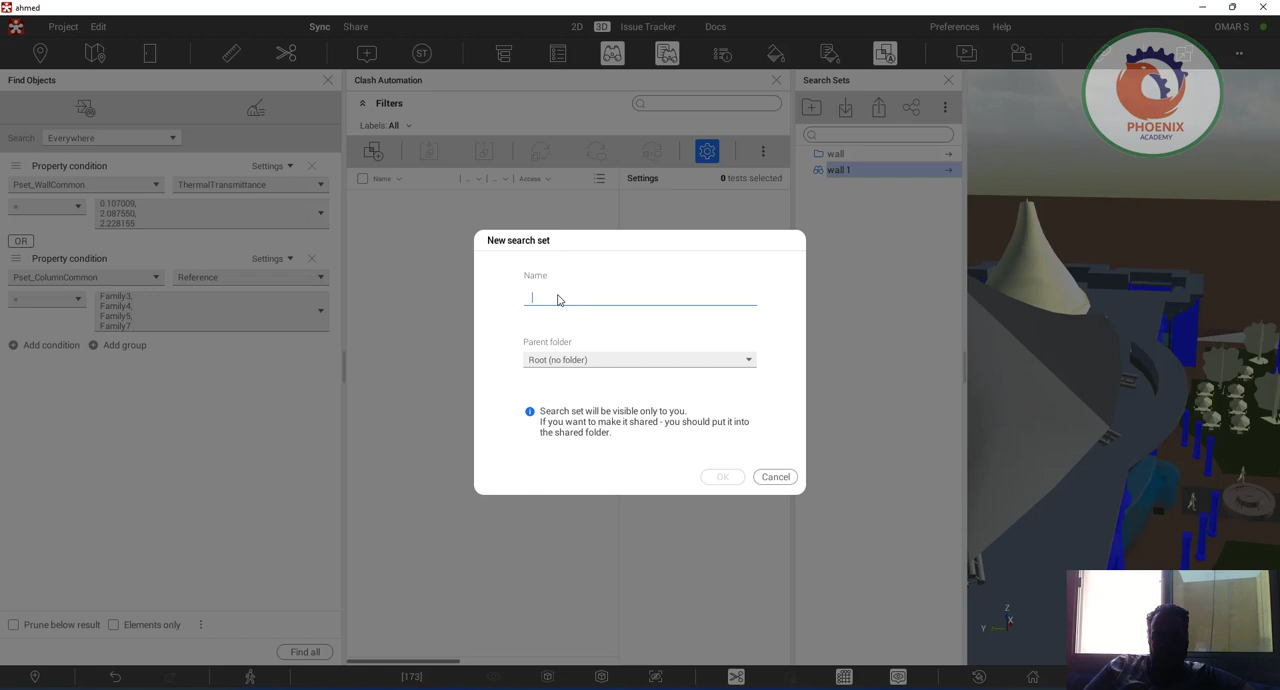 ahmed
Project Edit Sync Share 2D 3D Issue Tracker Docs Preferences Help OMAR S
ST
Find Objects
Search Everywhere
Property condition Settings
Pset_WallCommon ThermalTransmittance
= 0.107009,
2.087550,
2.228155
OR
Property condition Settings
Pset_ColumnCommon Reference
= Family3,
Family4,
Family5,
Family7
Add condition Add group
Prune below result Elements only
Find all
Clash Automation
Filters
Labels: All
Name Access
Settings 0 tests selected
Search Sets
wall
wall 1
PHOENIX
ACADEMY
New search set
Name
Parent folder
Root (no folder)
Search set will be visible only to you.
If you want to make it shared - you should put it into
the shared folder.
OK Cancel
Z
X
Y
[173]